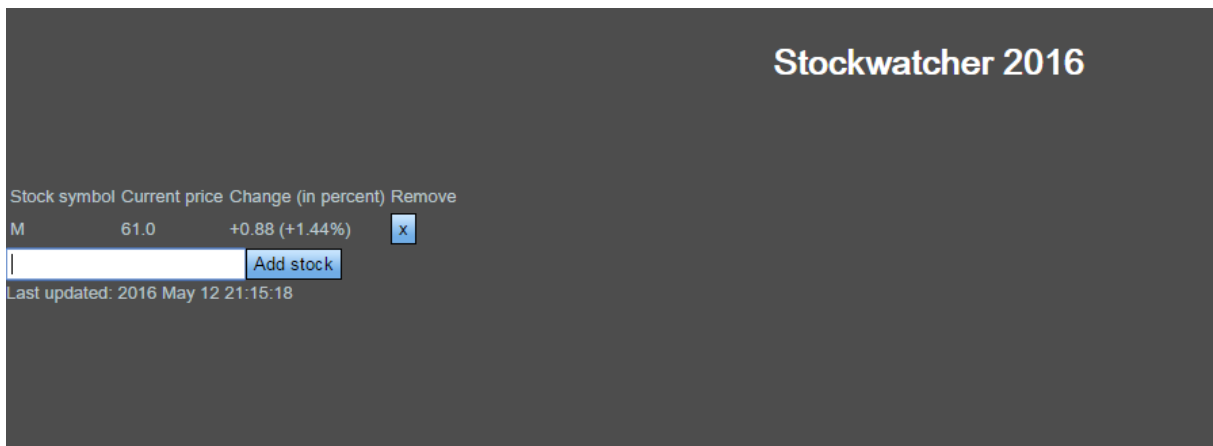 Stockwatcher 2016
Stock symbol Current price Change (in percent) Remove
M 61.0 +0.88 (+1.44%) x
Add stock
Last updated: 2016 May 12 21:15:18